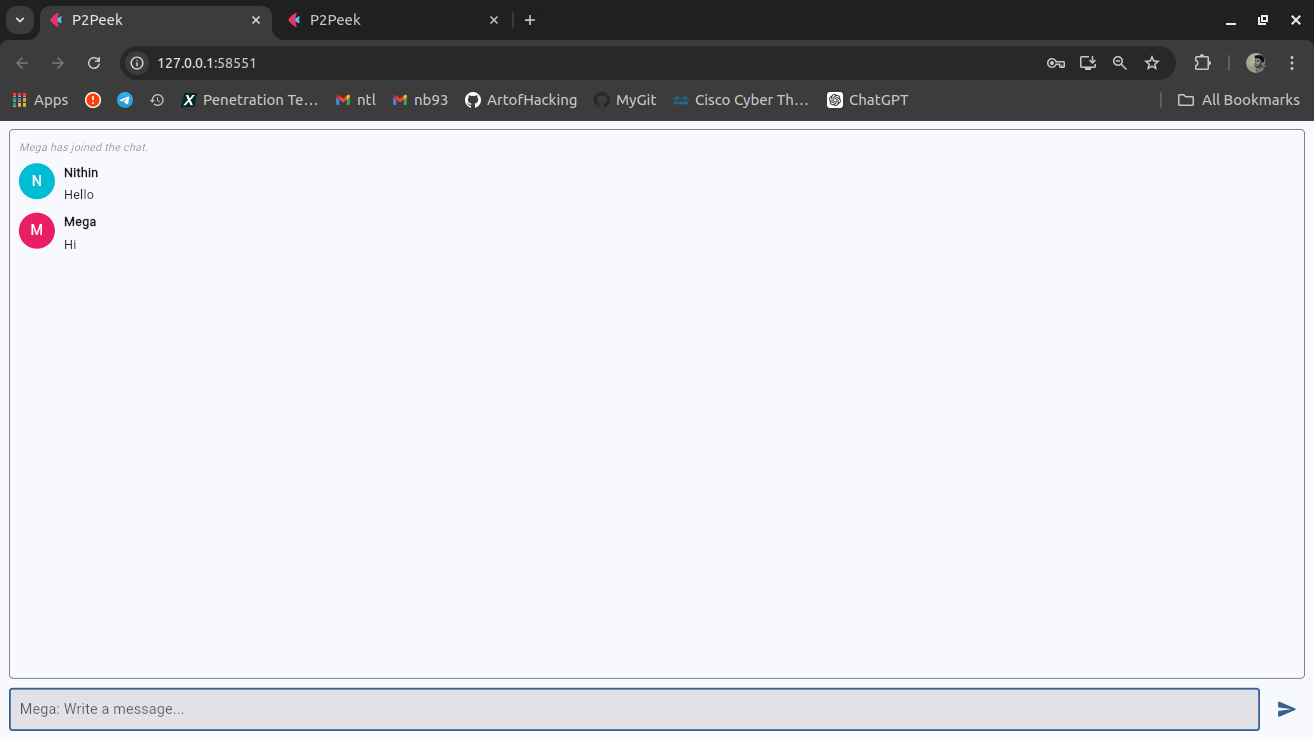 P2Peek
P2Peek
127.0.0.1:58551
Apps
Penetration Te...
ntl
nb93
ArtofHacking
MyGit
Cisco Cyber Th...
ChatGPT
All Bookmarks
Mega has joined the chat.
N
Nithin
Hello
M
Mega
Hi
Mega: Write a message...